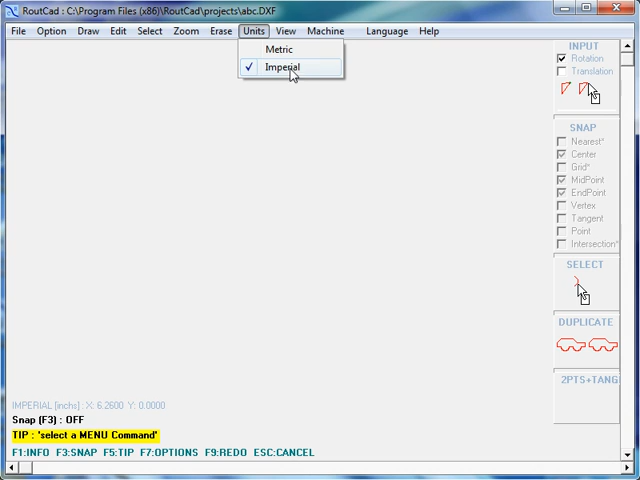 RoutCad : C:\Program Files (x86)\RoutCad\projects\abc.DXF
File Option Draw Edit Select Zoom Erase Units View Machine Language Help
Metric
Imperial
INPUT
Rotation
Translation
SNAP
Nearest*
Center
Grid*
MidPoint
EndPoint
Vertex
Tangent
Point
Intersection*
SELECT
DUPLICATE
2PTS+TANG
IMPERIAL [inchs] : X: 6.2600 Y: 0.0000
Snap (F3) : OFF
TIP : 'select a MENU Command'
F1:INFO F3:SNAP F5:TIP F7:OPTIONS F9:REDO ESC:CANCEL